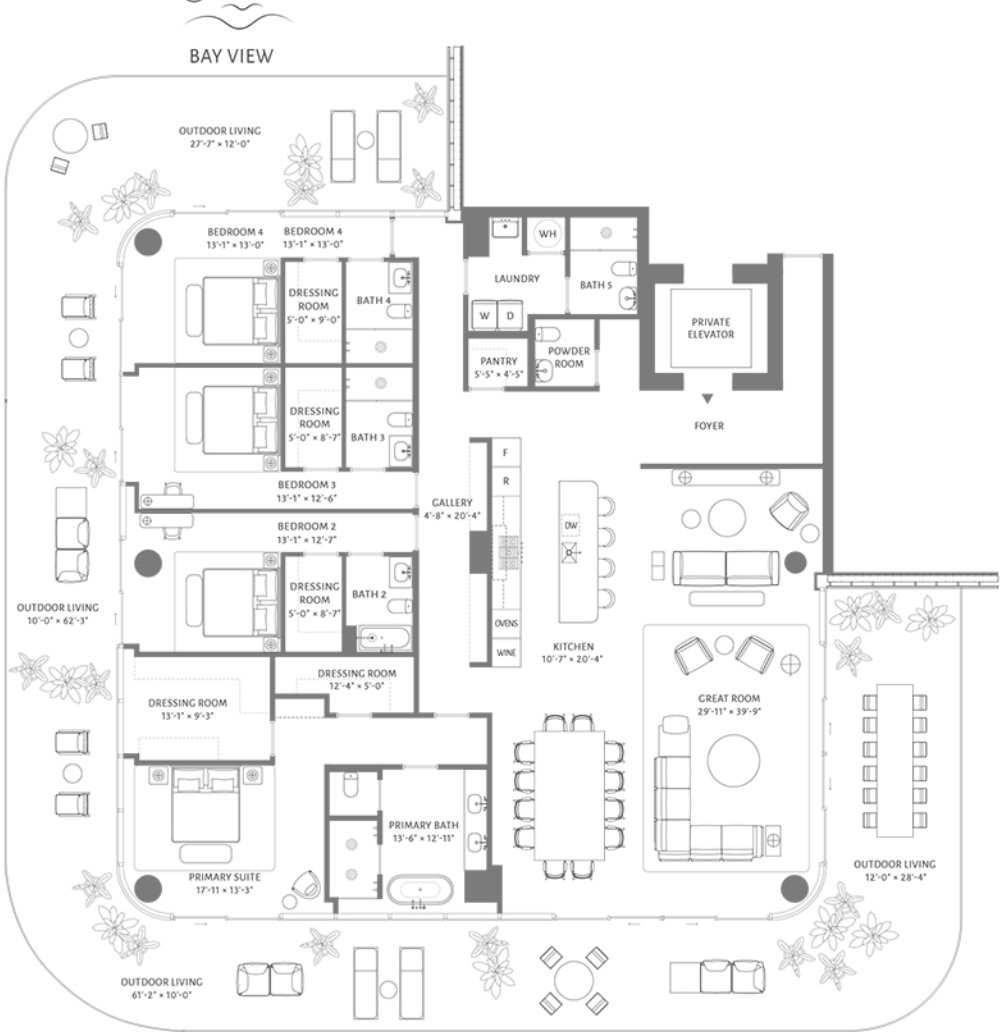 BAY VIEW
OUTDOOR LIVING
27'-7" × 12'-0"
BEDROOM 4
13'-1" × 13'-0"
BEDROOM 4
13'-1" × 13'-0"
WH
LAUNDRY
BATH 5
W
D
DRESSING
ROOM
5'-0" × 9'-0"
BATH 4
PRIVATE
ELEVATOR
PANTRY
5'-5" × 4'-5"
POWDER
ROOM
FOYER
DRESSING
ROOM
5'-0" × 8'-7"
BATH 3
F
R
BEDROOM 3
13'-1" × 12'-6"
GALLERY
4'-8" × 20'-4"
DW
BEDROOM 2
13'-1" × 12'-7"
DRESSING
ROOM
5'-0" × 8'-7"
BATH 2
OUTDOOR LIVING
10'-0" × 62'-3"
OVENS
WINE
KITCHEN
10'-7" × 20'-4"
DRESSING ROOM
12'-4" × 5'-0"
DRESSING ROOM
13'-1" × 9'-3"
GREAT ROOM
29'-11" × 39'-9"
PRIMARY BATH
13'-6" × 12'-11"
PRIMARY SUITE
17'-11 × 13'-3"
OUTDOOR LIVING
12'-0" × 28'-4"
OUTDOOR LIVING
61'-2" × 10'-0"